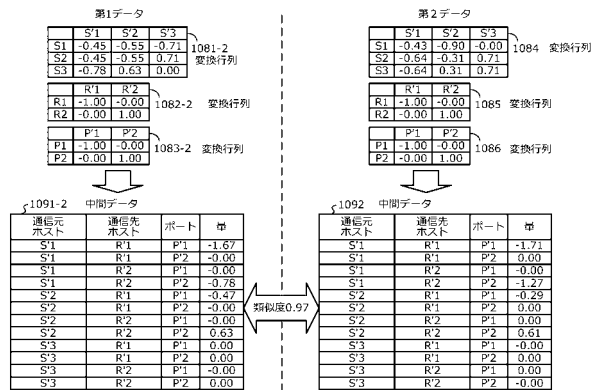 第1データ
S'1 S'2 S'3
S1 -0.45 -0.55 -0.71
S2 -0.45 -0.55 0.71
S3 -0.78 0.63 0.00
1081-2 変換行列
R'1 R'2
R1 -1.00 -0.00
R2 -0.00 1.00
1082-2 変換行列
P'1 P'2
P1 -1.00 -0.00
P2 -0.00 1.00
1083-2 変換行列
1091-2 中間データ
通信元ホスト 通信先ホスト ポート 量
S'1 R'1 P'1 -1.67
S'1 R'1 P'2 -0.00
S'1 R'2 P'1 -0.00
S'1 R'2 P'2 -0.78
S'2 R'1 P'1 -0.47
S'2 R'1 P'2 -0.00
S'2 R'2 P'1 -0.00
S'2 R'2 P'2 0.63
S'3 R'1 P'1 0.00
S'3 R'1 P'2 0.00
S'3 R'2 P'1 -0.00
S'3 R'2 P'2 0.00
類似度0.97
第2データ
S'1 S'2 S'3
S1 -0.43 -0.90 -0.00
S2 -0.64 -0.31 0.71
S3 -0.64 0.31 0.71
1084 変換行列
R'1 R'2
R1 -1.00 -0.00
R2 -0.00 1.00
1085 変換行列
P'1 P'2
P1 -1.00 -0.00
P2 -0.00 1.00
1086 変換行列
1092 中間データ
通信元ホスト 通信先ホスト ポート 量
S'1 R'1 P'1 -1.71
S'1 R'1 P'2 0.00
S'1 R'2 P'1 -0.00
S'1 R'2 P'2 -1.27
S'2 R'1 P'1 -0.29
S'2 R'1 P'2 0.00
S'2 R'2 P'1 0.00
S'2 R'2 P'2 0.61
S'3 R'1 P'1 -0.00
S'3 R'1 P'2 0.00
S'3 R'2 P'1 0.00
S'3 R'2 P'2 -0.00